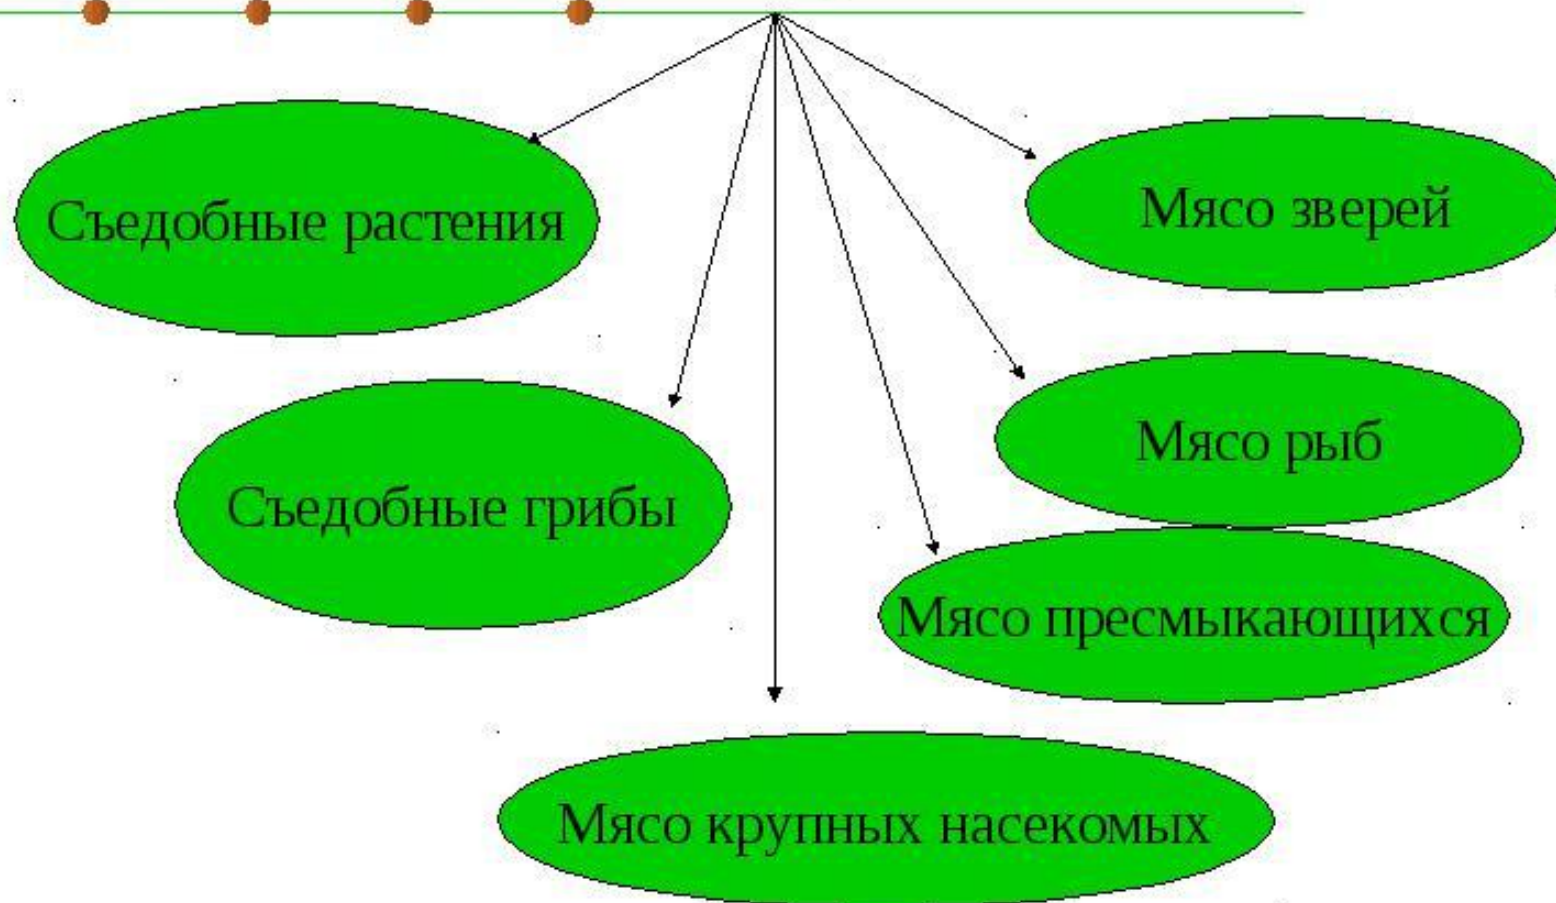 Съедобные растения
Мясо зверей
Мясо рыб
Съедобные грибы
Мясо пресмыкающихся
Мясо крупных насекомых